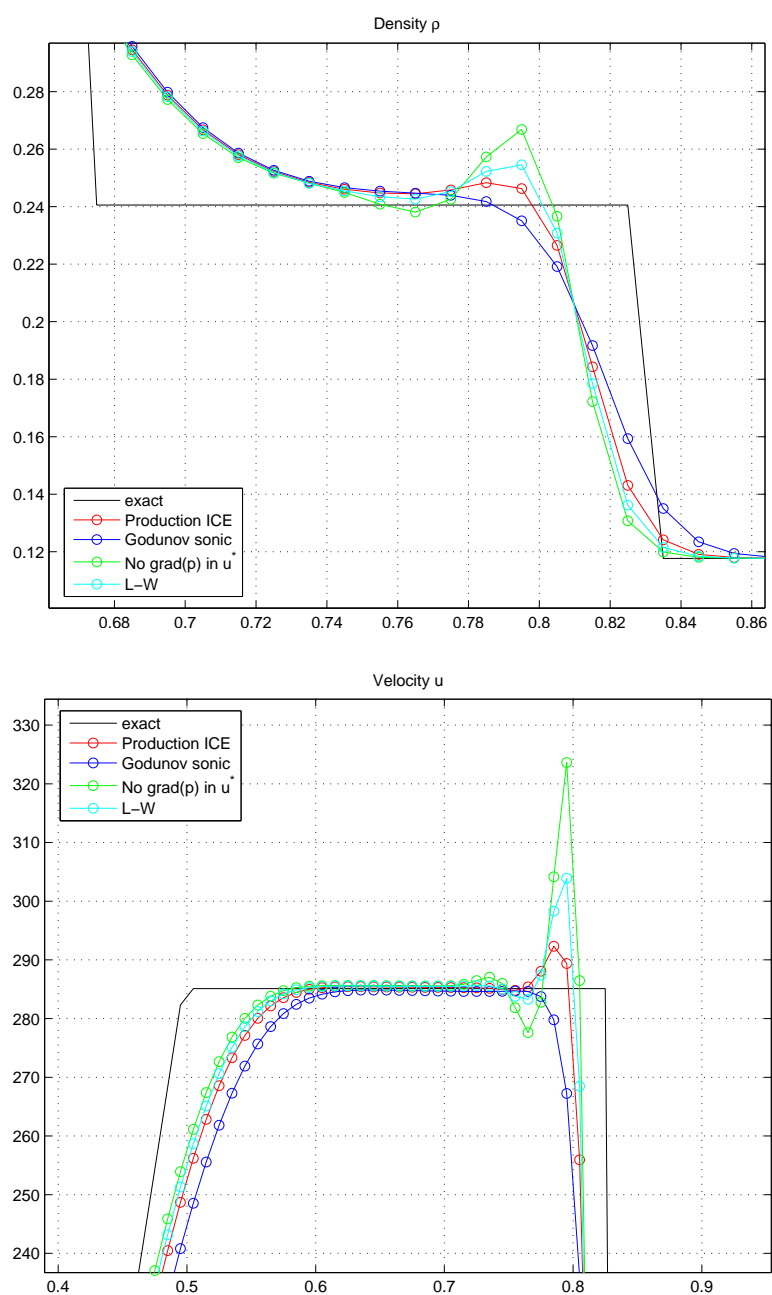 Density ρ
0.28
0.26
0.24
0.22
0.2
0.18
0.16
0.14
0.12
exact
Production ICE
Godunov sonic
No grad(p) in u*
L−W
0.68 0.7 0.72 0.74 0.76 0.78 0.8 0.82 0.84 0.86
Velocity u
330
320
310
300
290
280
270
260
250
240
exact
Production ICE
Godunov sonic
No grad(p) in u*
L−W
0.4 0.5 0.6 0.7 0.8 0.9